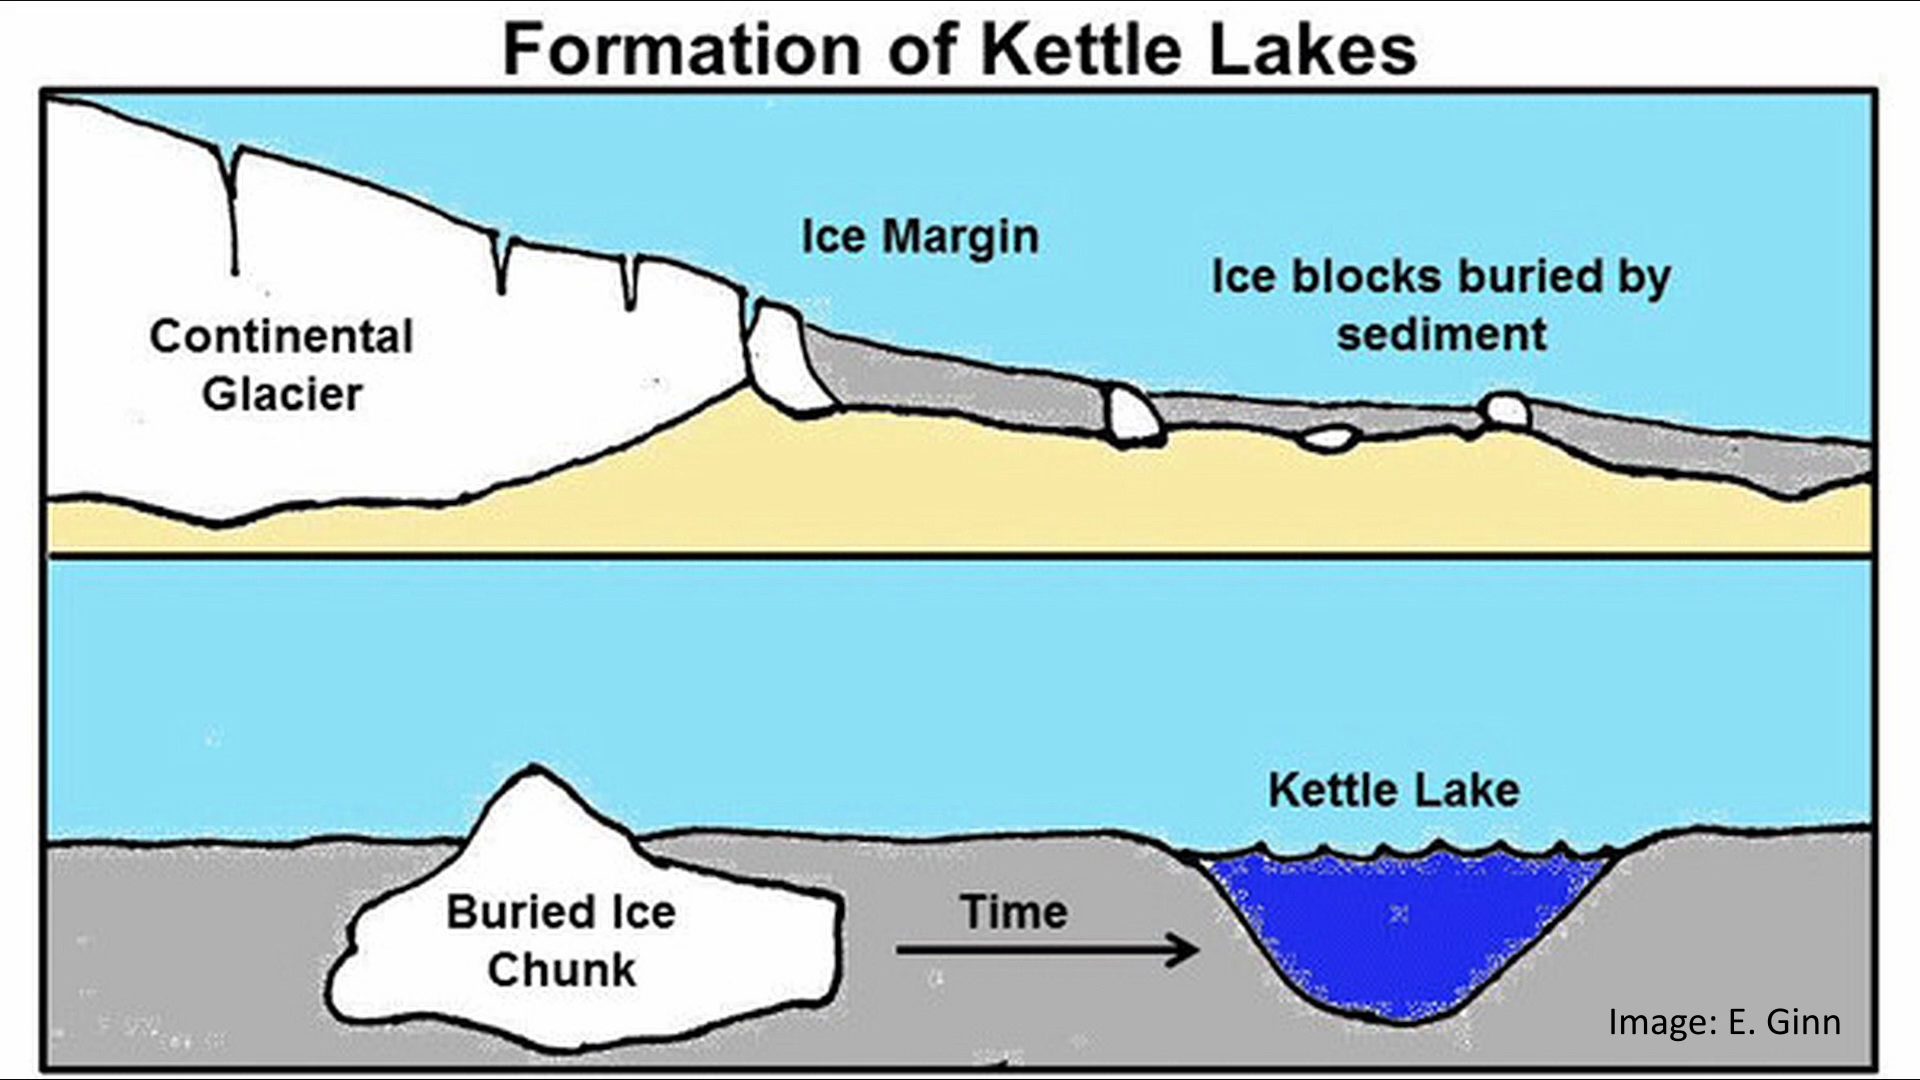 Formation of Kettle Lakes
Ice Margin
Ice blocks buried by
sediment
Continental
Glacier
Kettle Lake
Buried Ice
Chunk
Time
Image: E. Ginn